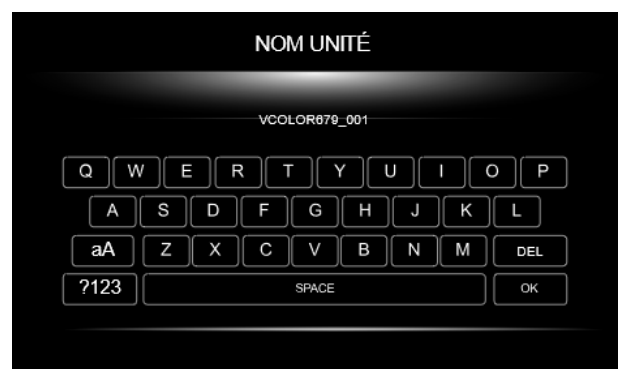 NOM UNITÉ
VCOLOR679_001
Q W E R T Y U I O P
A S D F G H J K L
aA Z X C V B N M DEL
?123 SPACE OK